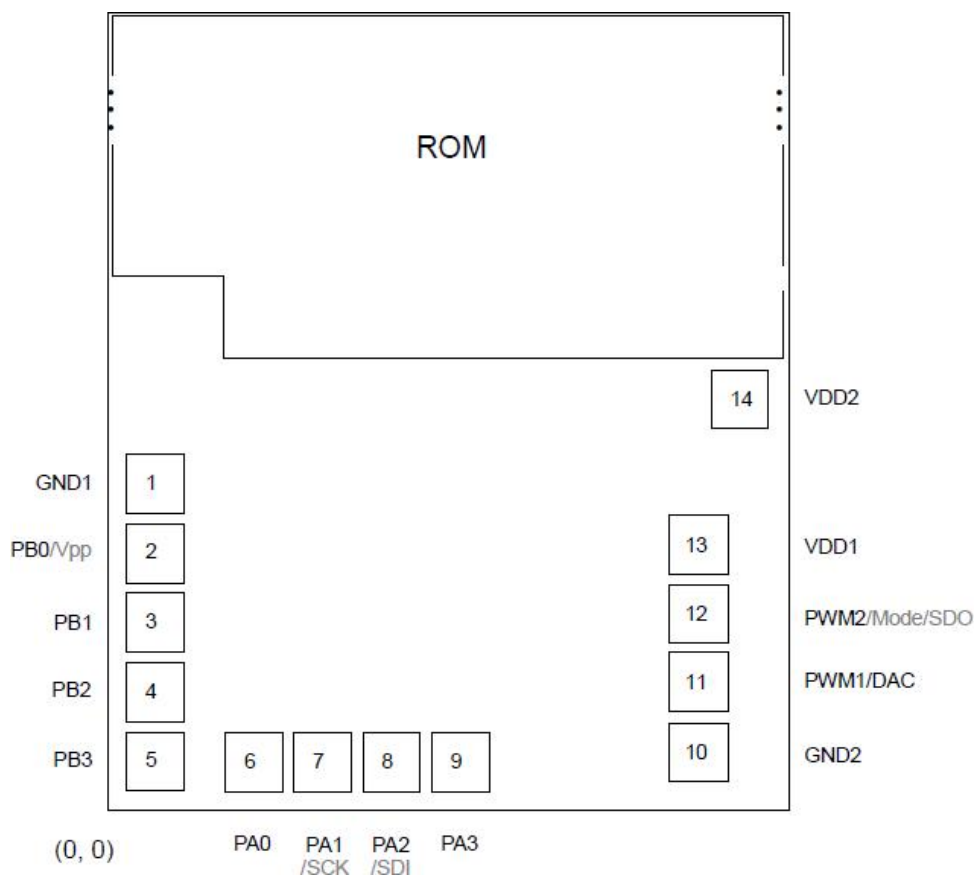 ROM
14 VDD2
GND1 1
PB0/Vpp 2
13 VDD1
PB1 3
12 PWM2/Mode/SDO
PB2 4
11 PWM1/DAC
PB3 5
6 7 8 9
10 GND2
(0, 0)
PA0 PA1 PA2 PA3
/SCK /SDI